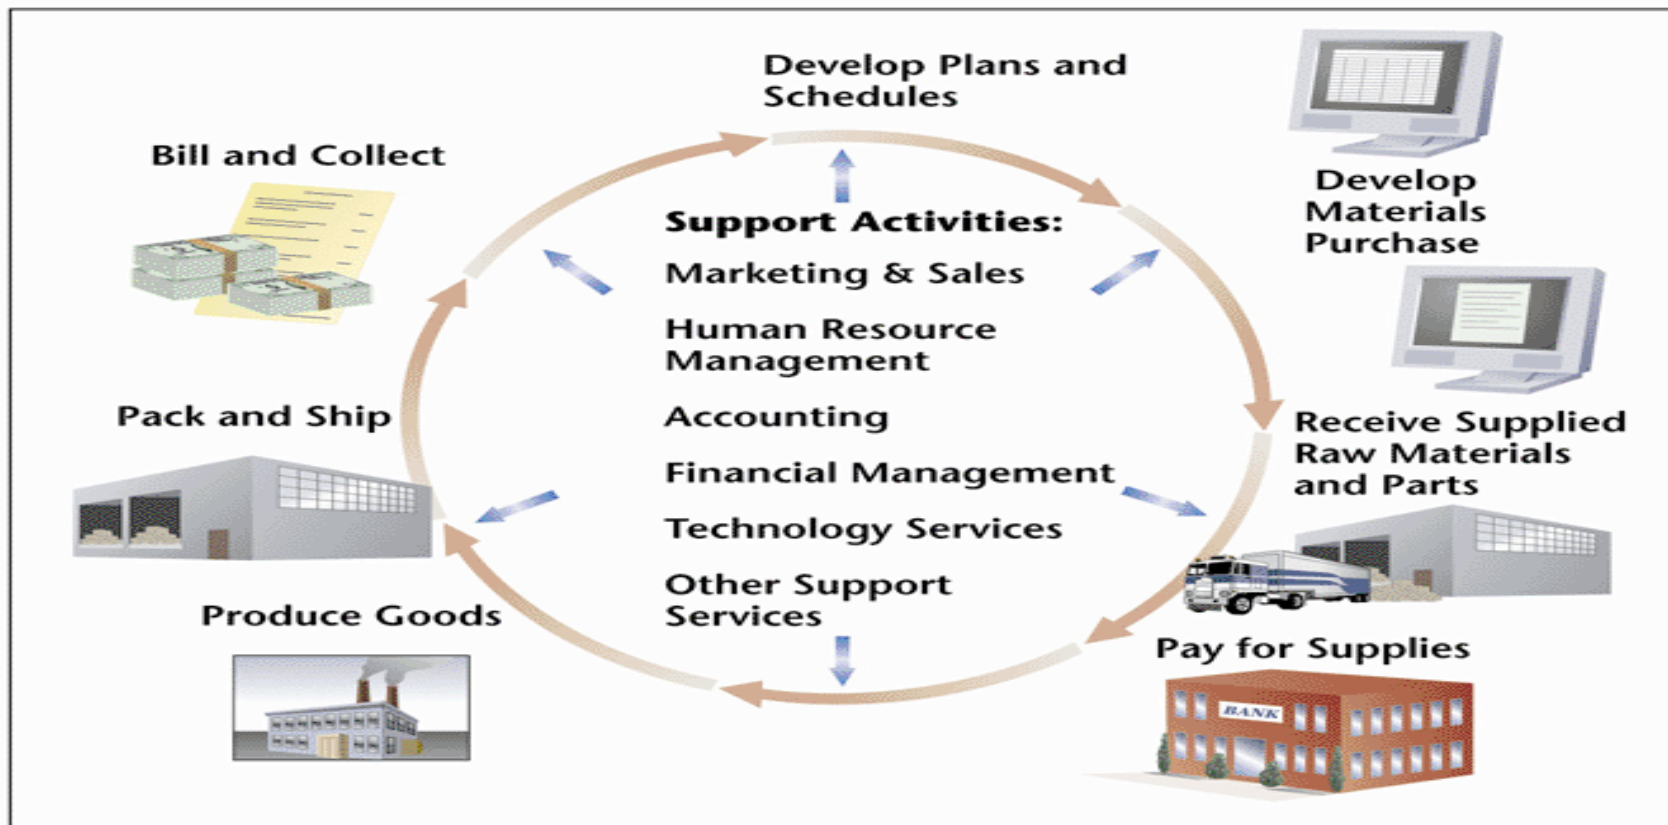 Develop Plans and
Schedules
Bill and Collect
Develop
Materials
Purchase
Support Activities:
Marketing & Sales
Human Resource
Management
Accounting
Financial Management
Technology Services
Other Support
Services
Pack and Ship
Receive Supplied
Raw Materials
and Parts
Produce Goods
Pay for Supplies
BANK